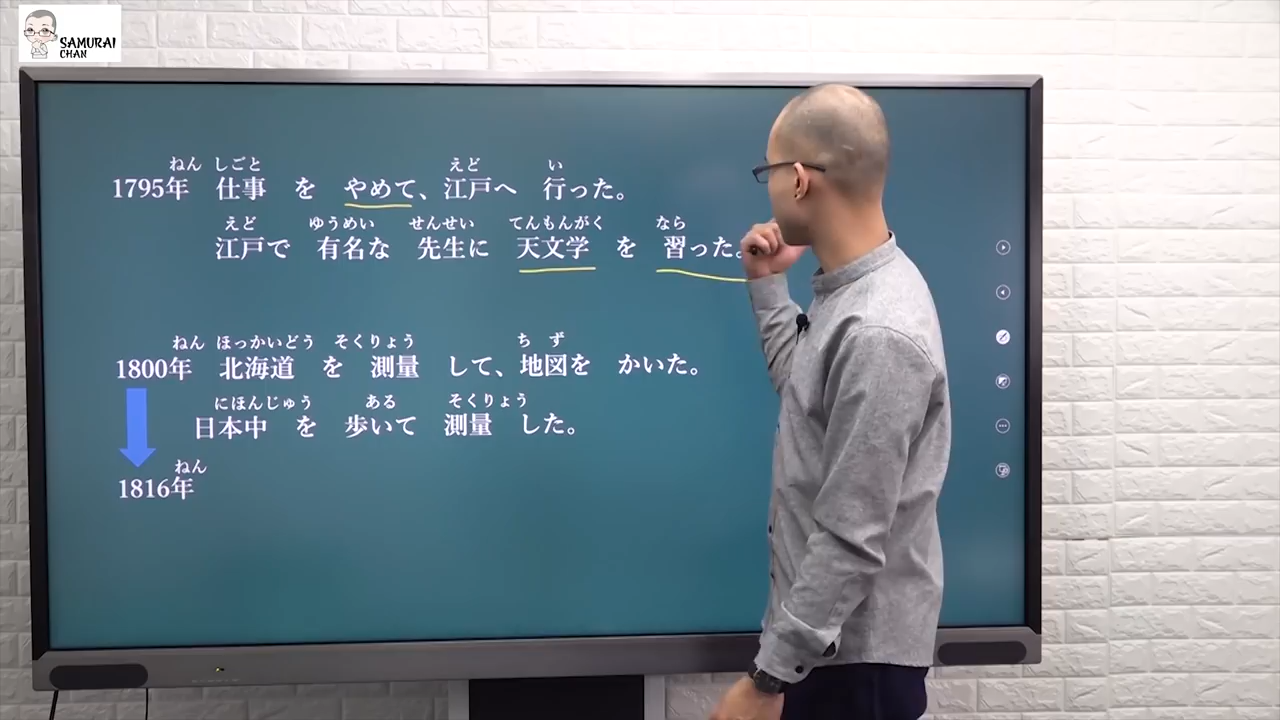 SAMURAI
CHAN
ねん しごと えど い
1795年 仕事 を やめて、江戸へ 行った。
えど ゆうめい せんせい てんもんがく なら
江戸で 有名な 先生に 天文学 を 習った。
ねん ほっかいどう そくりょう ち ず
1800年 北海道 を 測量 して、地図を かいた。
にほんじゅう ある そくりょう
日本中 を 歩いて 測量 した。
ねん
1816年